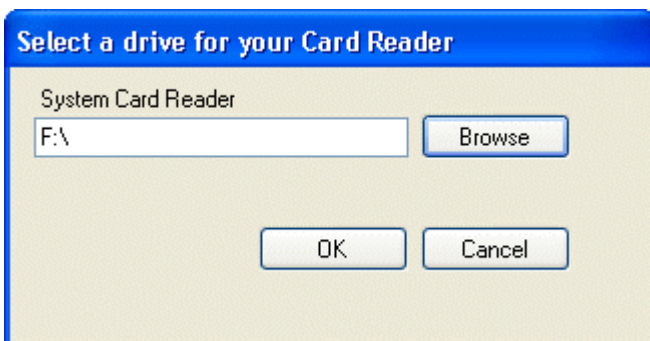 Select a drive for your Card Reader
System Card Reader
F:\
Browse
OK
Cancel